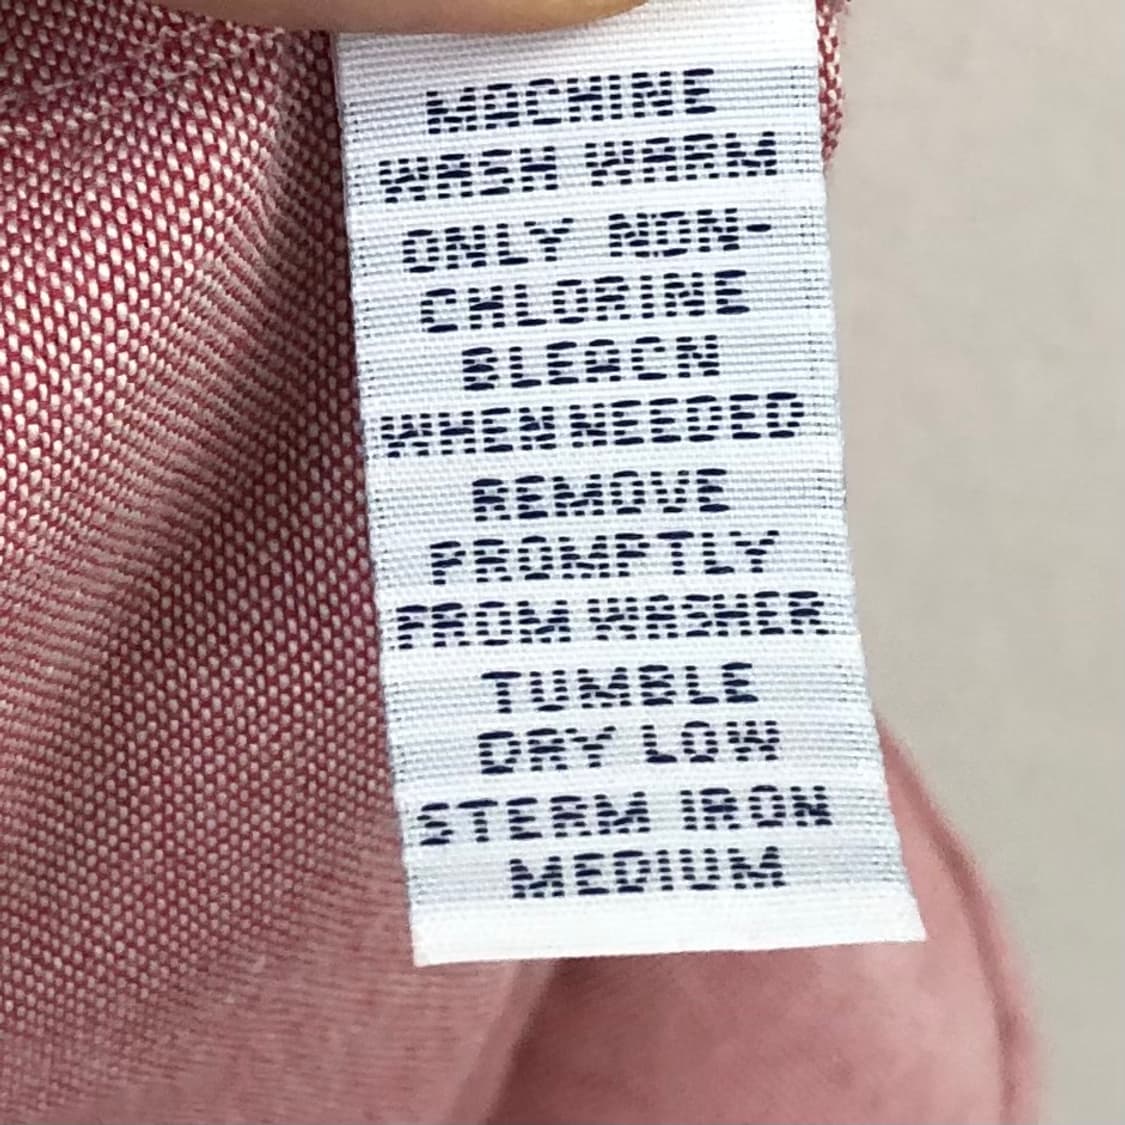 MACHINE
WASH WARM
ONLY NON-
CHLORINE
BLEACH
WHEN NEEDED
REMOVE
PROMPTLY
FROM WASHER
TUMBLE
DRY LOW
STEAM IRON
MEDIUM